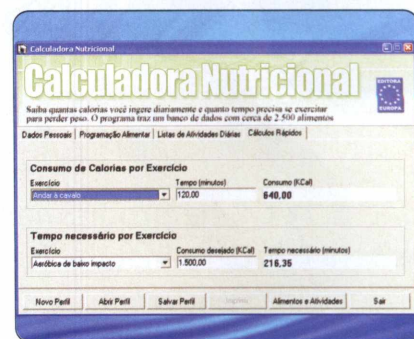 Calculadora Nutricional
Calculadora Nutricional
Saiba quantas calorias você ingere diariamente e quanto tempo precisa se exercitar
para perder peso. O programa traz um banco de dados com cerca de 2.500 alimentos
EDITORA
EUROPA
Dados Pessoais | Programação Alimentar | Listas de Atividades Diárias | Cálculos Rápidos
Consumo de Calorias por Exercício
Exercício Tempo (minutos) Consumo (KCal)
Andar à cavalo 120,00 640,00
Tempo necessário por Exercício
Exercício Consumo desejado (KCal) Tempo necessário (minutos)
Aeróbica de baixo impacto 1.500,00 216,35
Novo Perfil Abrir Perfil Salvar Perfil Imprimir Alimentos e Atividades Sair